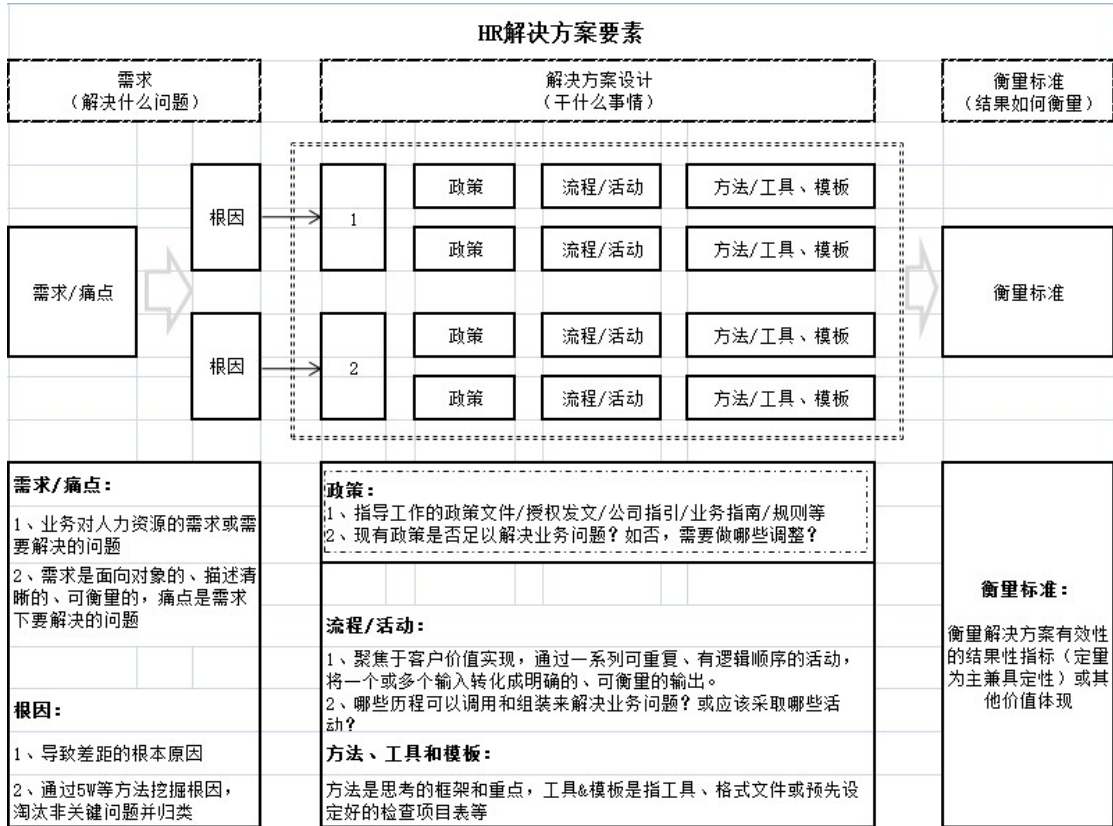 HR解决方案要素
需求
（解决什么问题）
解决方案设计
（干什么事情）
衡量标准
（结果如何衡量）
需求/痛点
根因
1
政策
流程/活动
方法/工具、模板
政策
流程/活动
方法/工具、模板
根因
2
政策
流程/活动
方法/工具、模板
政策
流程/活动
方法/工具、模板
衡量标准
需求/痛点：
1、业务对人力资源的需求或需
要解决的问题
2、需求是面向对象的、描述清
晰的、可衡量的，痛点是需求
下要解决的问题
根因：
1、导致差距的根本原因
2、通过5W等方法挖掘根因，
淘汰非关键问题并归类
政策：
1、指导工作的政策文件/授权发文/公司指引/业务指南/规则等
2、现有政策是否足以解决业务问题？如否，需要做哪些调整？
流程/活动：
1、聚焦于客户价值实现，通过一系列可重复、有逻辑顺序的活动，
将一个或多个输入转化成明确的、可衡量的输出。
2、哪些历程可以调用和组装来解决业务问题？或应该采取哪些活
动？
方法、工具和模板：
方法是思考的框架和重点，工具&模板是指工具、格式文件或预先设
定好的检查项目表等
衡量标准：
衡量解决方案有效性
的结果性指标（定量
为主兼具定性）或其
他价值体现